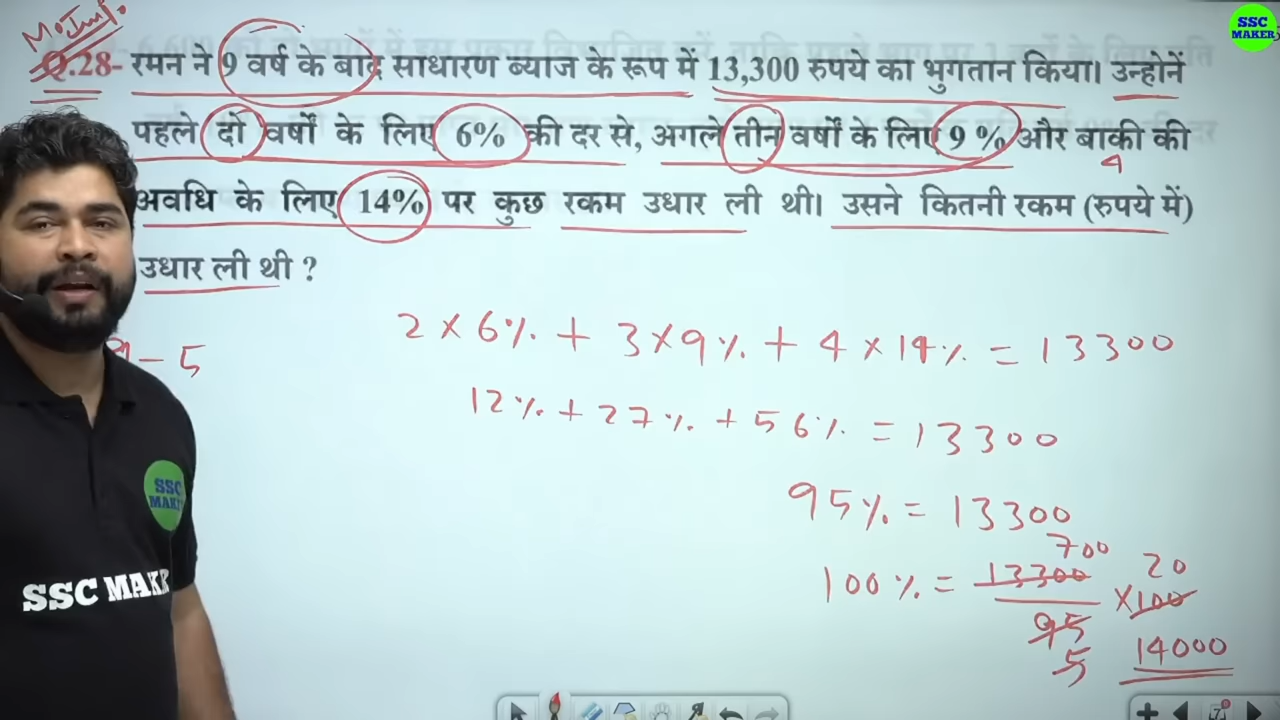 M.Imp.
SSC
MAKER
Q.28- रमन ने 9 वर्ष के बाद साधारण ब्याज के रूप में 13,300 रुपये का भुगतान किया। उन्होनें
पहले दो वर्षों के लिए 6% की दर से, अगले तीन वर्षों के लिए 9 % और बाकी की
4
अवधि के लिए 14% पर कुछ रकम उधार ली थी। उसने कितनी रकम (रुपये में)
उधार ली थी ?
9 - 5
2 × 6% + 3 × 9% + 4 × 14% = 13300
12% + 27% + 56% = 13300
95% = 13300
100% = 13300/95 × 100
700
20
5
14000
SSC
MAKE
SSC MAK